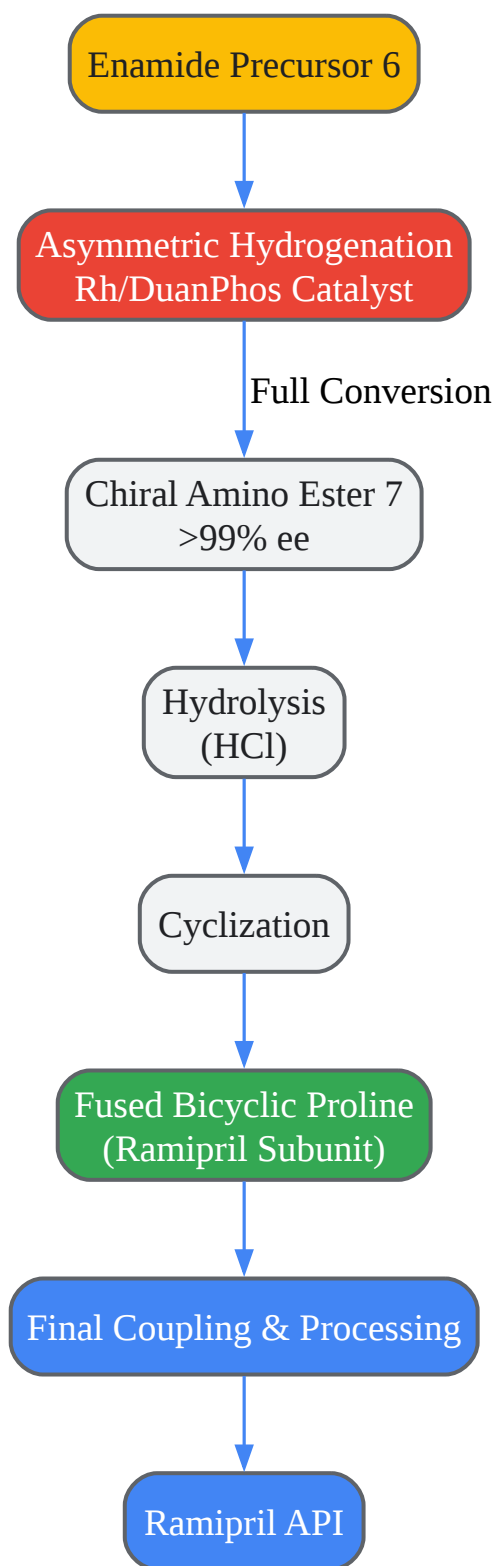 Enamide Precursor 6
Asymmetric Hydrogenation
Rh/DuanPhos Catalyst
Full Conversion
Chiral Amino Ester 7
>99% ee
Hydrolysis
(HCl)
Cyclization
Fused Bicyclic Proline
(Ramipril Subunit)
Final Coupling & Processing
Ramipril API